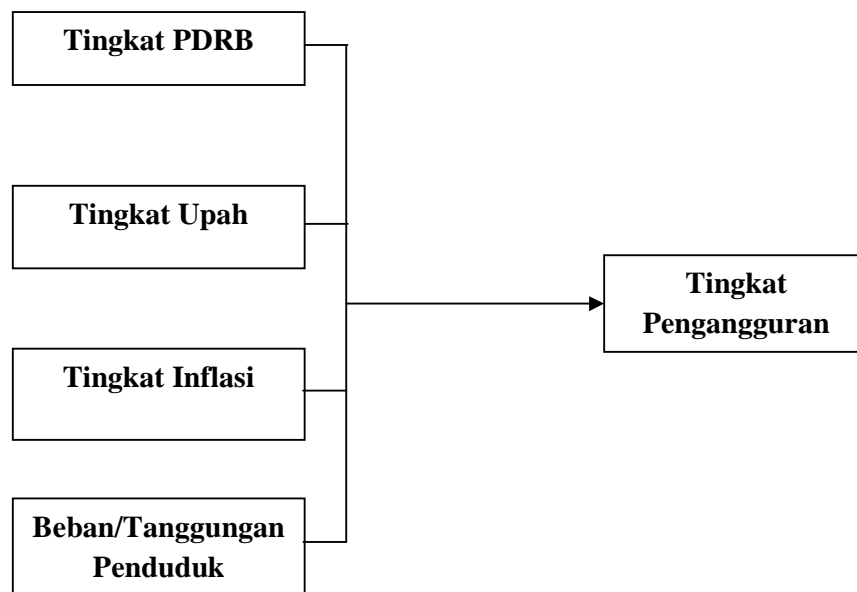 Tingkat PDRB
Tingkat Upah
Tingkat
Pengangguran
Tingkat Inflasi
Beban/Tanggungan
Penduduk